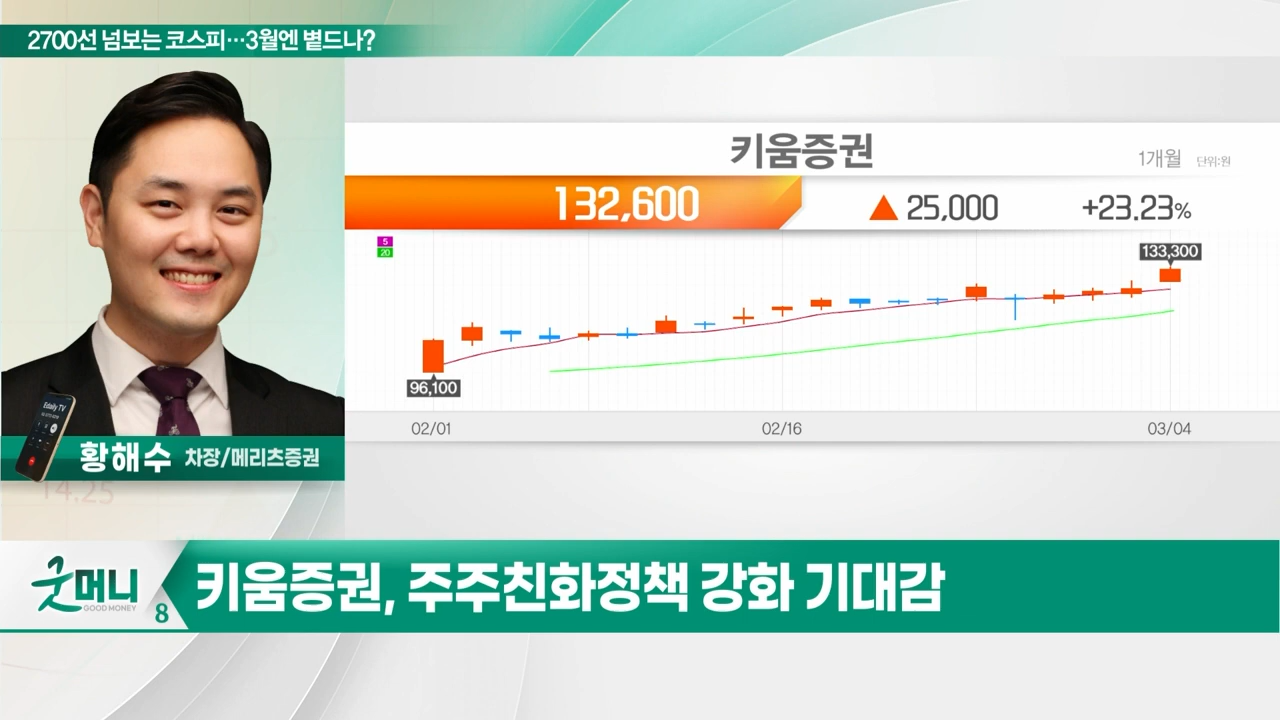 2700선 넘보는 코스피…3월엔 볕드나?
키움증권
1개월 단위:원
132,600 ▲ 25,000 +23.23%
5
20
133,300
96,100
02/01 02/16 03/04
Edaily TV
황해수 차장/메리츠증권
14.25
굿머니
GOOD MONEY
8
키움증권, 주주친화정책 강화 기대감